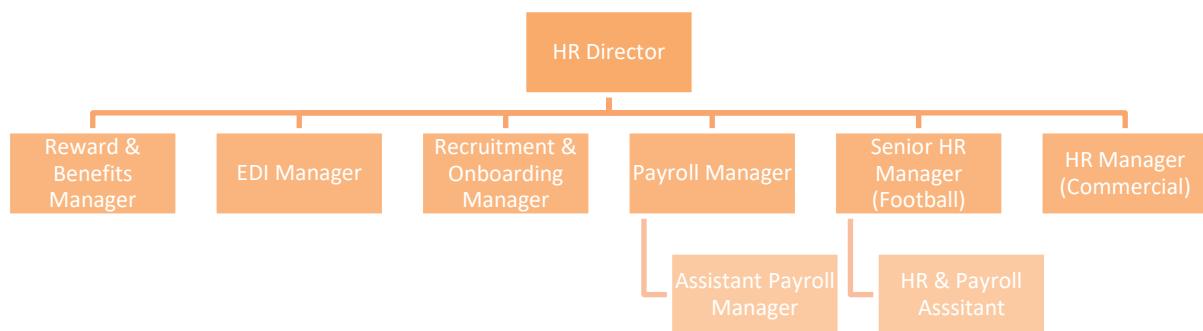 HR Director
Reward &
Benefits
Manager
EDI Manager
Recruitment &
Onboarding
Manager
Payroll Manager
Senior HR
Manager
(Football)
HR Manager
(Commercial)
Assistant Payroll
Manager
HR & Payroll
Asssitant